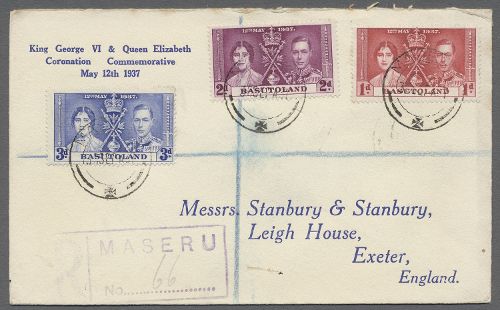 King George VI & Queen Elizabeth
Coronation Commemorative
May 12th 1937
12TH MAY 1937.
BASUTOLAND
3d 3d
12TH MAY 1937.
BASUTOLAND
2d 2d
12TH MAY 1937.
BASUTOLAND
1d 1d
Messrs. Stanbury & Stanbury,
Leigh House,
Exeter,
England.
MASERU
No. 66